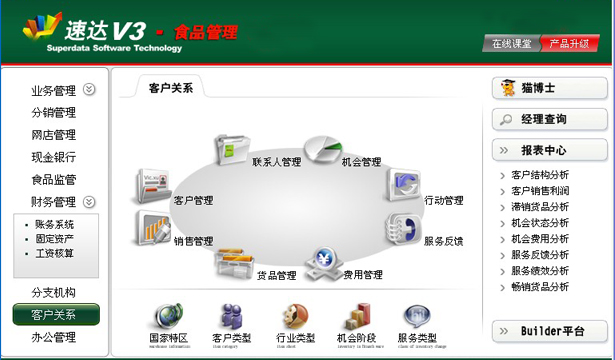 速达V3·食品管理
Superdata Software Technology
在线课堂
产品升级
业务管理
分销管理
网店管理
现金银行
食品监管
财务管理
账务系统
固定资产
工资核算
分支机构
客户关系
办公管理
客户关系
联系人管理
机会管理
客户管理
行动管理
销售管理
服务反馈
货品管理
费用管理
国家特区
客户类型
行业类型
机会阶段
服务类型
猫博士
经理查询
报表中心
客户结构分析
客户销售利润
滞销货品分析
机会状态分析
机会费用分析
服务反馈分析
服务绩效分析
畅销货品分析
Builder平台